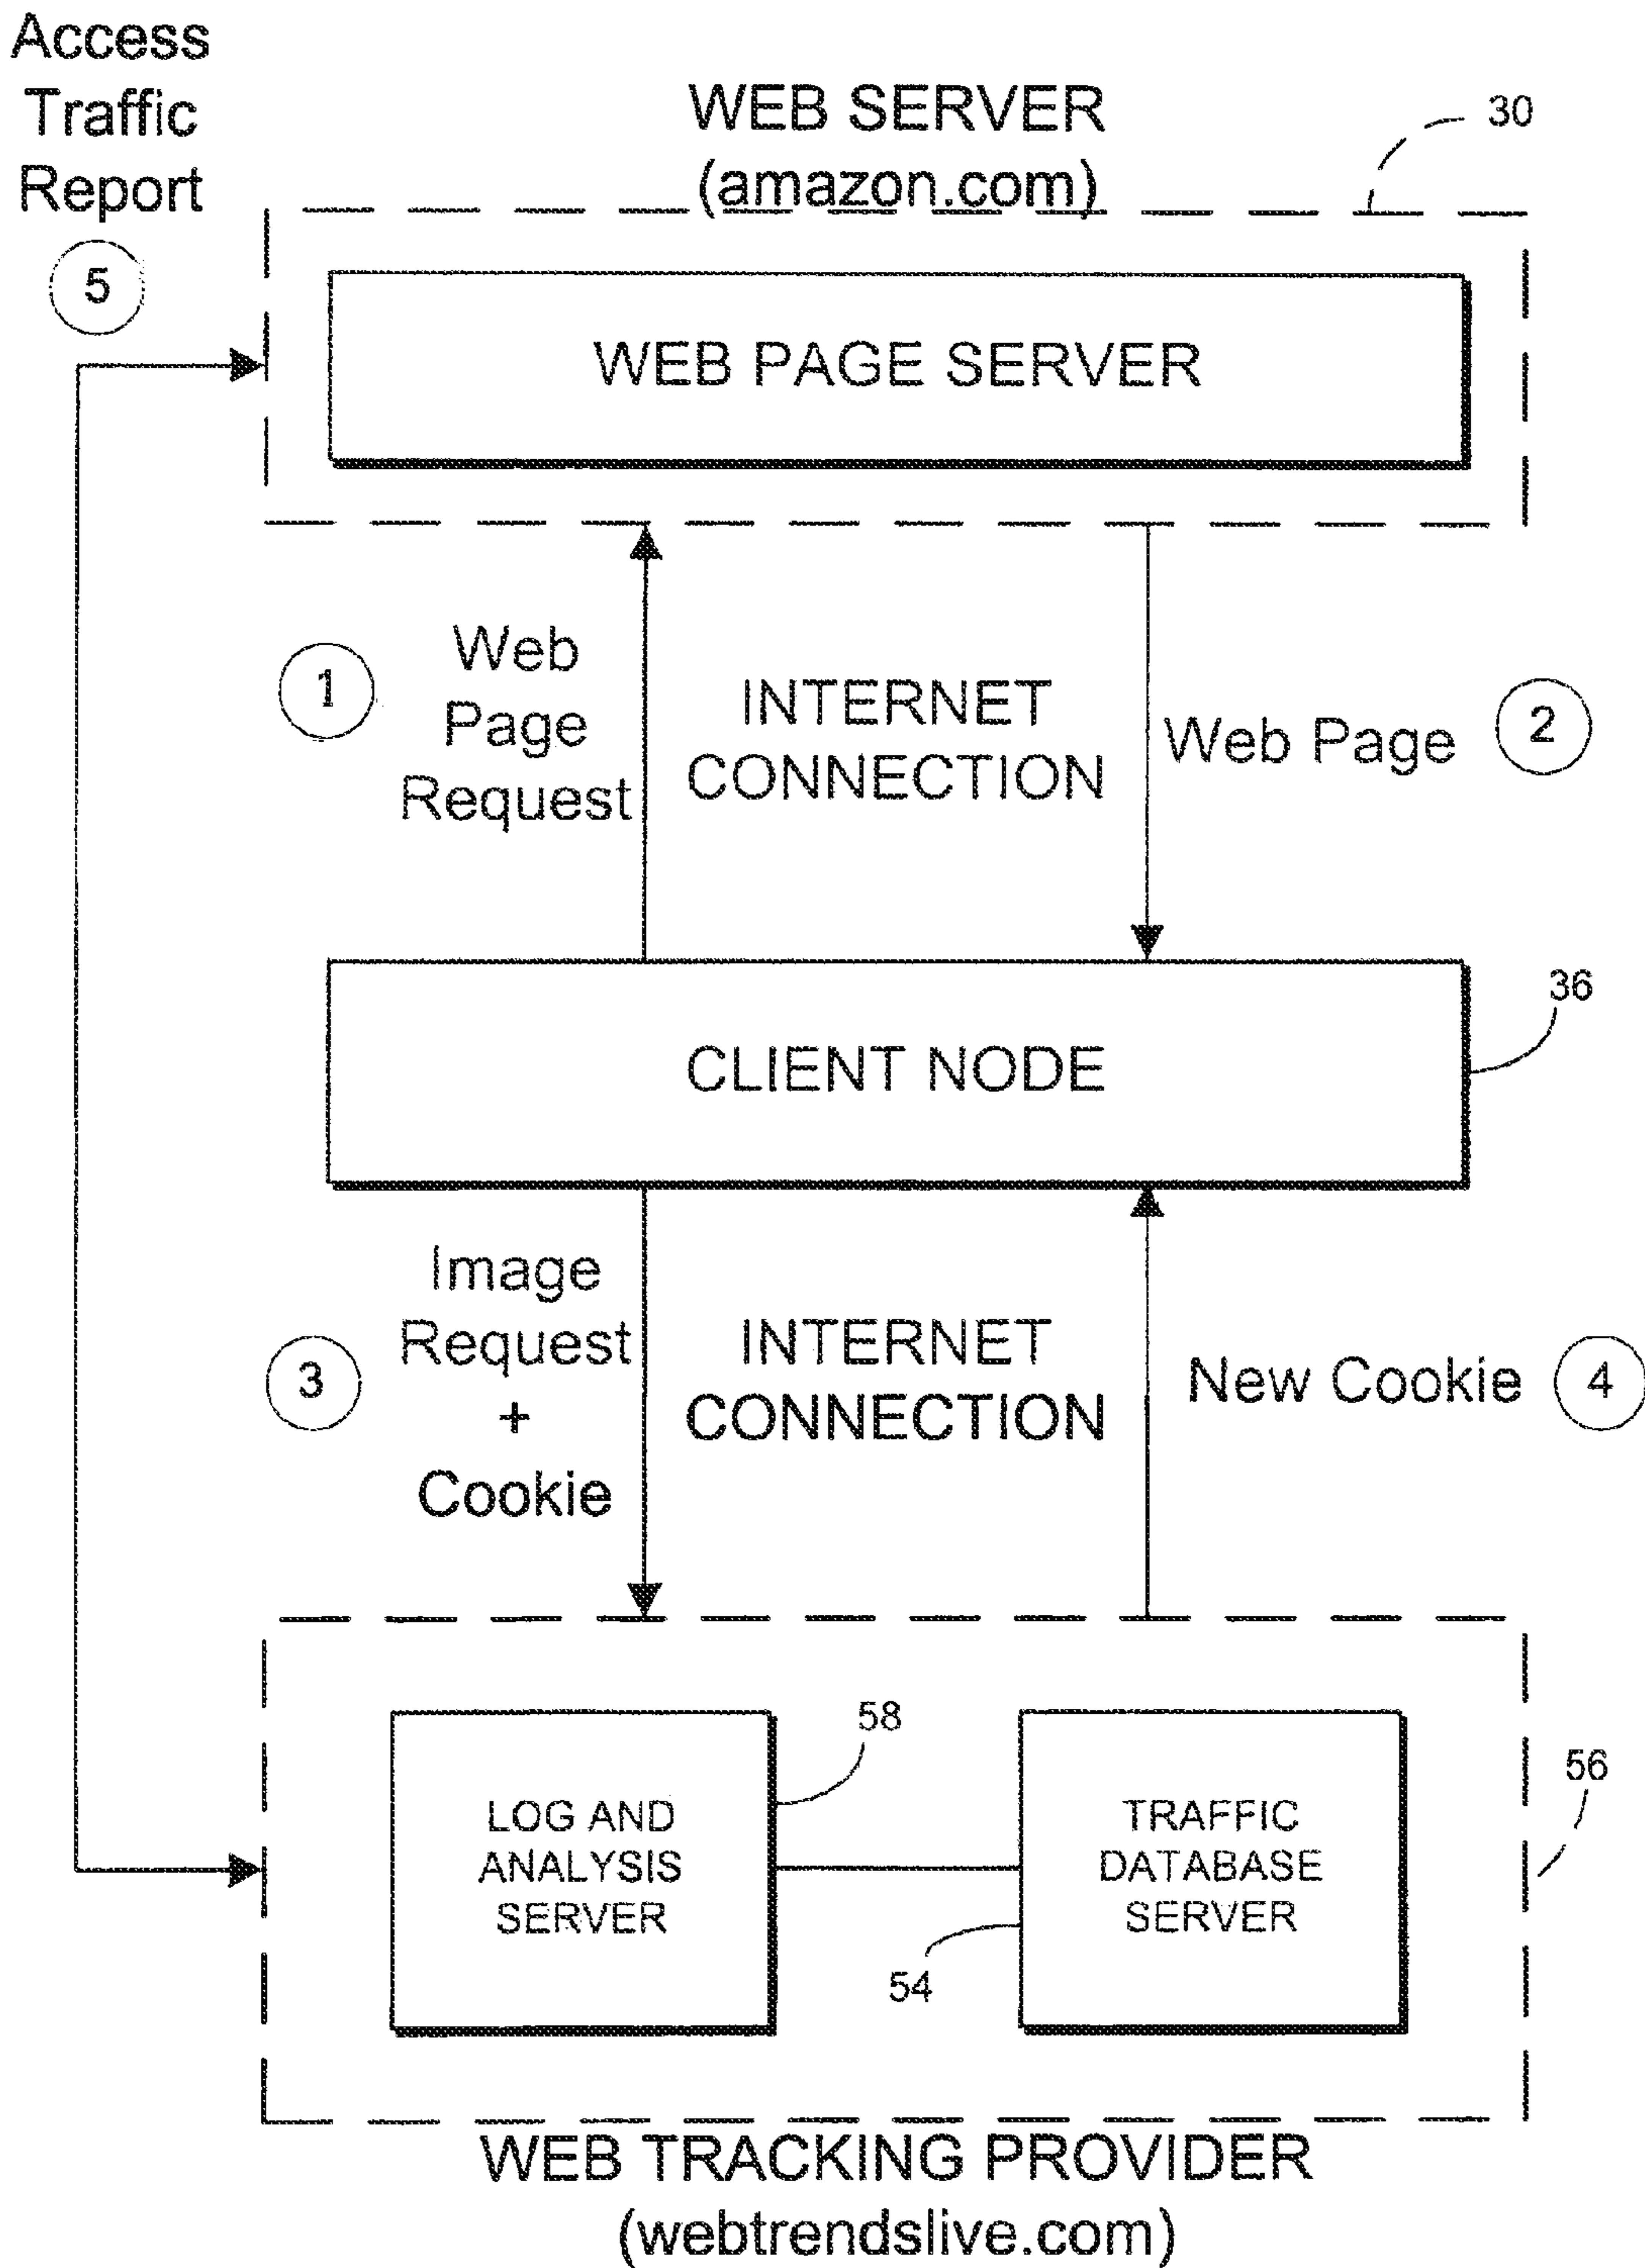 Access
Traffic
Report
5
WEB SERVER
(amazon.com)
30
WEB PAGE SERVER
1
Web
Page
Request
INTERNET
CONNECTION
Web Page
2
36
CLIENT NODE
3
Image
Request
+
Cookie
INTERNET
CONNECTION
New Cookie
4
58
56
LOG AND
ANALYSIS
SERVER
TRAFFIC
DATABASE
SERVER
54
WEB TRACKING PROVIDER
(webtrendslive.com)